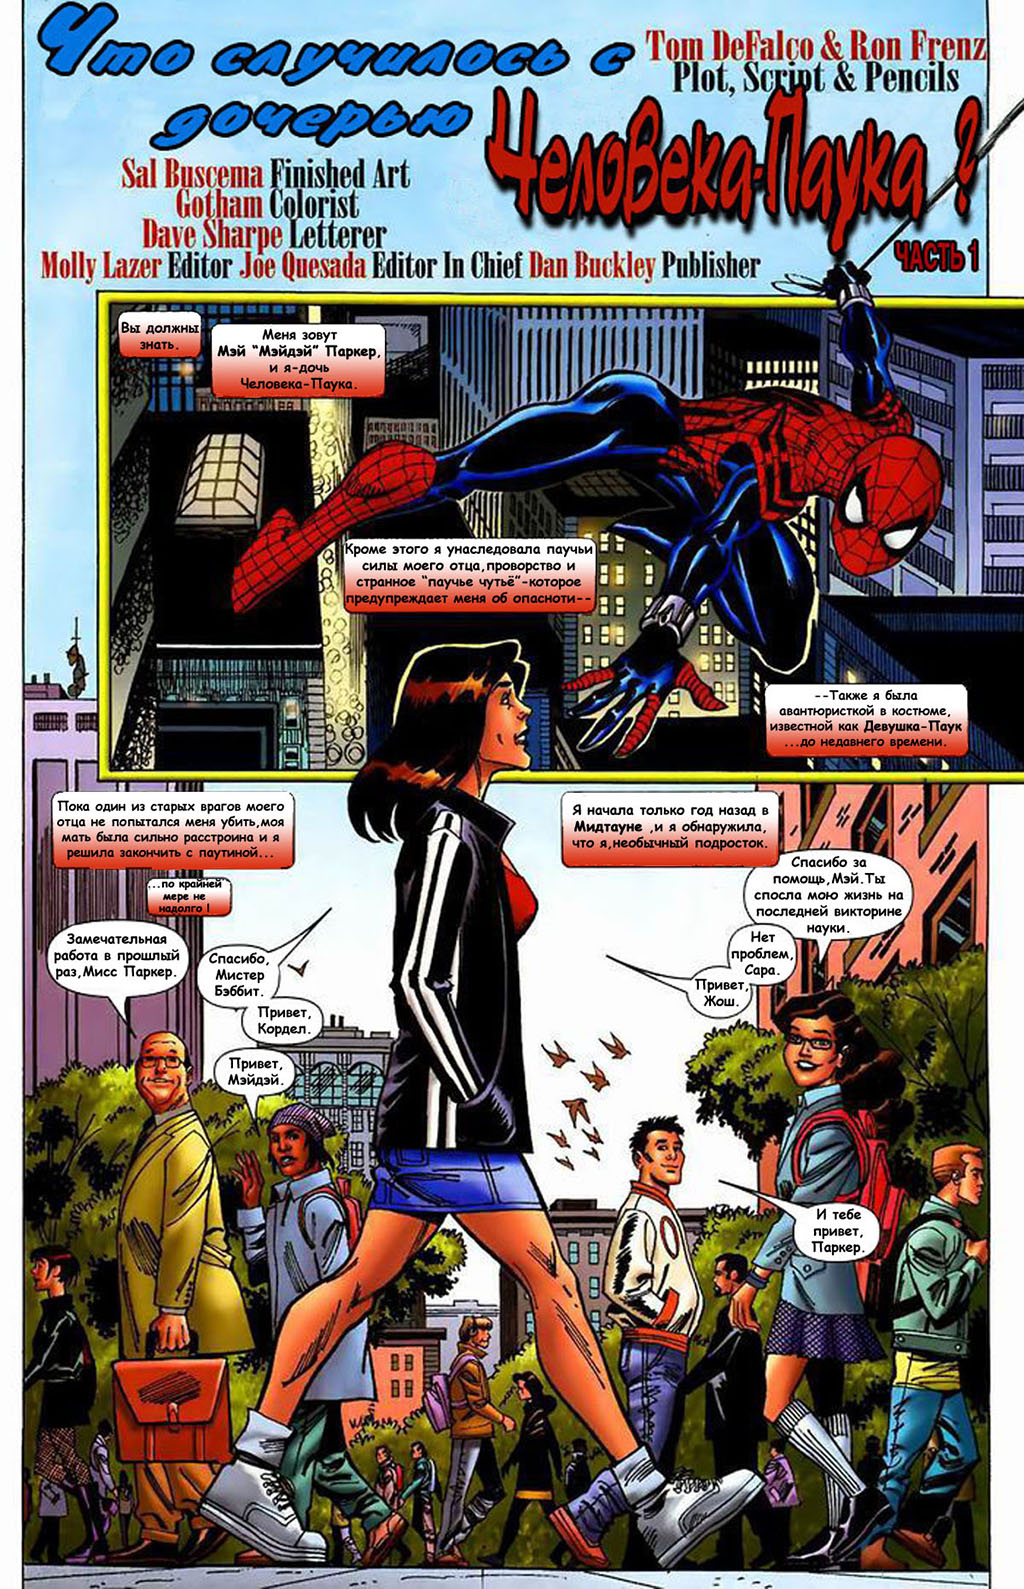 Что случилось с
дочерью
Человека-Паука ?
ЧАСТЬ 1
Tom DeFalco & Ron Frenz
Plot, Script & Pencils
Sal Buscema Finished Art
Gotham Colorist
Dave Sharpe Letterer
Molly Lazer Editor Joe Quesada Editor In Chief Dan Buckley Publisher
Вы должны
знать.
Меня зовут
Мэй “Мэйдэй” Паркер,
и я-дочь
Человека-Паука.
Кроме этого я унаследовала паучьи
силы моего отца,проворство и
странное “паучье чутьё”-которое
предупреждает меня об опасноти--
--Также я была
авантюристкой в костюме,
известной как Девушка-Паук
...до недавнего времени.
Пока один из старых врагов моего
отца не попытался меня убить,моя
мать была сильно расстроина и я
решила закончить с паутиной...
...по крайней
мере не
надолго !
Я начала только год назад в
Мидтауне ,и я обнаружила,
что я,необычный подросток.
Замечательная
работа в прошлый
раз,Мисс Паркер.
Спасибо,
Мистер
Бэббит.
Привет,
Кордел.
Привет,
Мэйдэй.
Спасибо за
помощь,Мэй.Ты
спосла мою жизнь на
последней викторине
науки.
Нет
проблем,
Сара.
Привет,
Жош.
И тебе
привет,
Паркер.